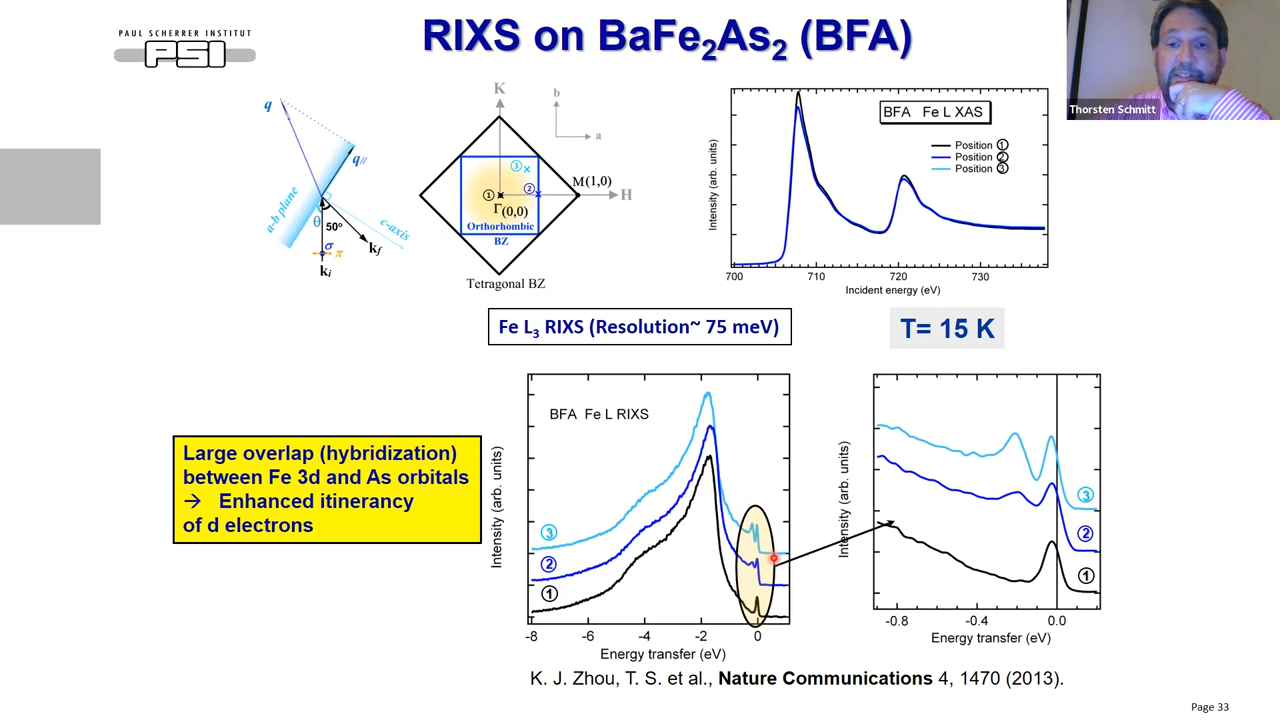 PAUL SCHERRER INSTITUT
PSI
RIXS on BaFe₂As₂ (BFA)
Thorsten Schmitt
q
q//
a-b plane
θ
50°
c-axis
σ
π
kf
ki
K
b
a
③
①
②
M(1,0)
H
Γ(0,0)
Orthorhombic
BZ
Tetragonal BZ
BFA Fe L XAS
Position ①
Position ②
Position ③
Intensity (arb. units)
700 710 720 730
Incident energy (eV)
Fe L₃ RIXS (Resolution~ 75 meV)
T= 15 K
Large overlap (hybridization)
between Fe 3d and As orbitals
→ Enhanced itinerancy
of d electrons
BFA Fe L RIXS
Intensity (arb. units)
③
②
①
-8 -6 -4 -2 0
Energy transfer (eV)
Intensity (arb. units)
③
②
①
-0.8 -0.4 0.0
Energy transfer (eV)
K. J. Zhou, T. S. et al., Nature Communications 4, 1470 (2013).
Page 33